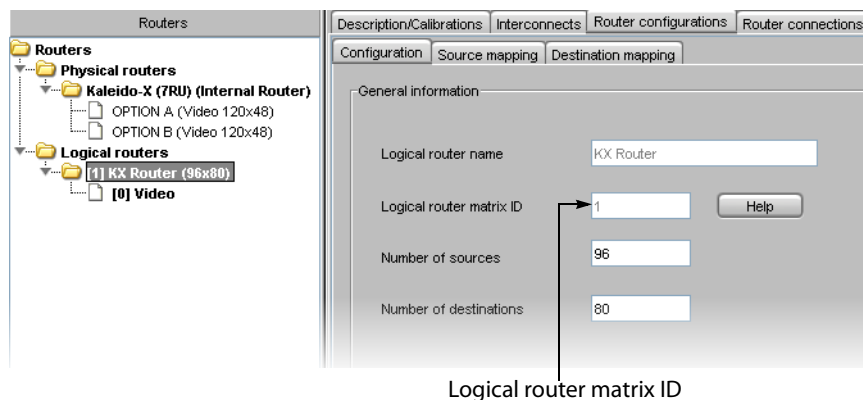 Routers
Routers
Physical routers
Kaleido-X (7RU) (Internal Router)
OPTION A (Video 120x48)
OPTION B (Video 120x48)
Logical routers
[1] KX Router (96x80)
[0] Video
Description/Calibrations Interconnects Router configurations Router connections
Configuration Source mapping Destination mapping
General information
Logical router name KX Router
Logical router matrix ID 1 Help
Number of sources 96
Number of destinations 80
Logical router matrix ID